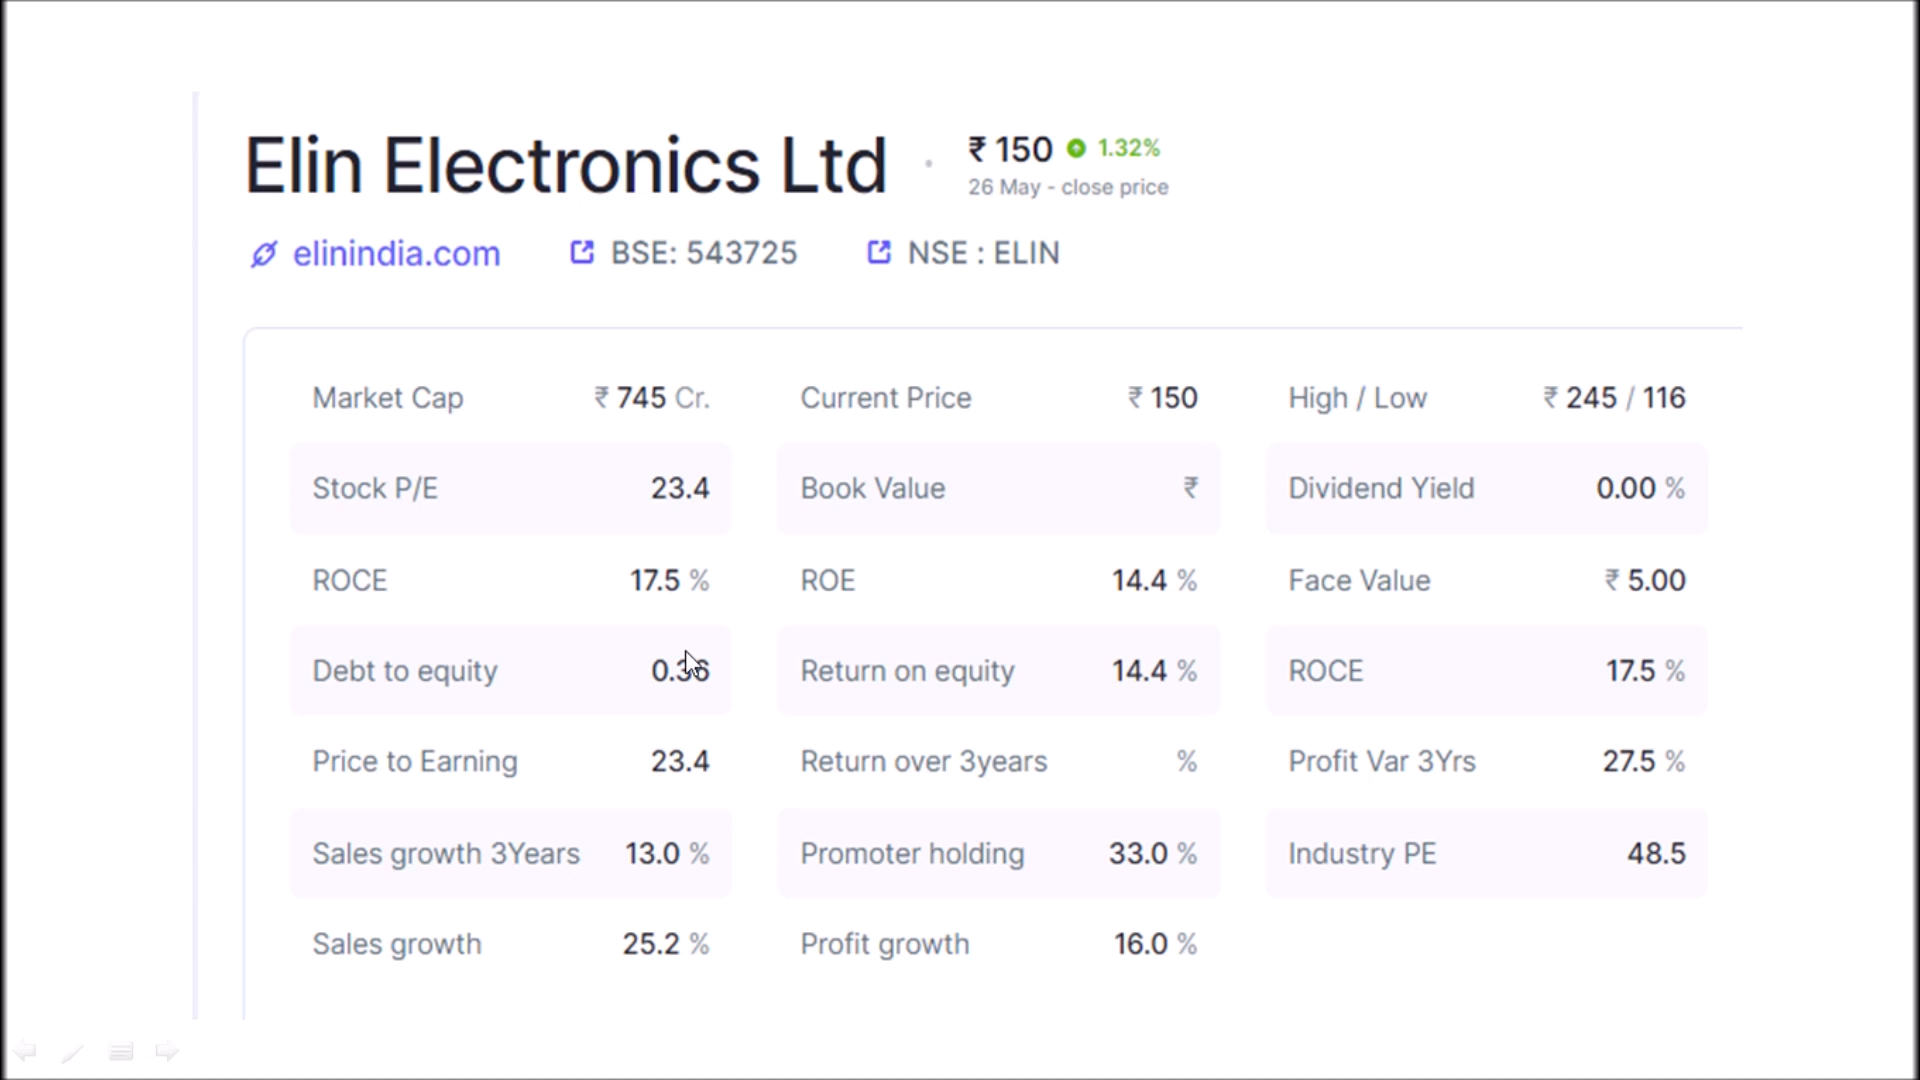 Elin Electronics Ltd · ₹ 150 1.32%
26 May - close price
elinindia.com BSE: 543725 NSE : ELIN
Market Cap ₹ 745 Cr. Current Price ₹ 150 High / Low ₹ 245 / 116
Stock P/E 23.4 Book Value ₹ Dividend Yield 0.00 %
ROCE 17.5 % ROE 14.4 % Face Value ₹ 5.00
Debt to equity 0.36 Return on equity 14.4 % ROCE 17.5 %
Price to Earning 23.4 Return over 3years % Profit Var 3Yrs 27.5 %
Sales growth 3Years 13.0 % Promoter holding 33.0 % Industry PE 48.5
Sales growth 25.2 % Profit growth 16.0 %